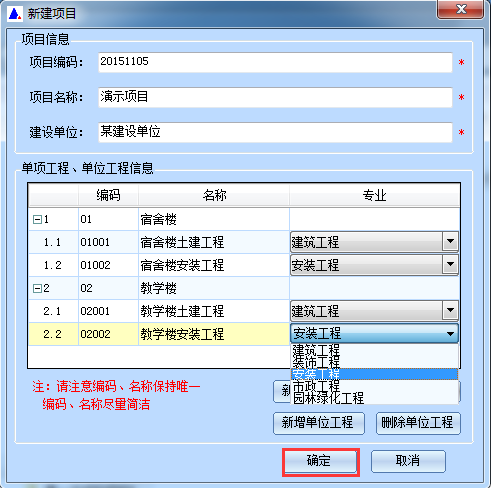 新建项目
项目信息
项目编码: 20151105 *
项目名称: 演示项目 *
建设单位: 某建设单位 *
单项工程、单位工程信息
编码 名称 专业
1 01 宿舍楼
1.1 01001 宿舍楼土建工程 建筑工程
1.2 01002 宿舍楼安装工程 安装工程
2 02 教学楼
2.1 02001 教学楼土建工程 建筑工程
2.2 02002 教学楼安装工程 安装工程
建筑工程
装饰工程
安装工程
市政工程
园林绿化工程
注: 请注意编码、名称保持唯一
编码、名称尽量简洁
新增单位工程 删除单位工程
确定 取消